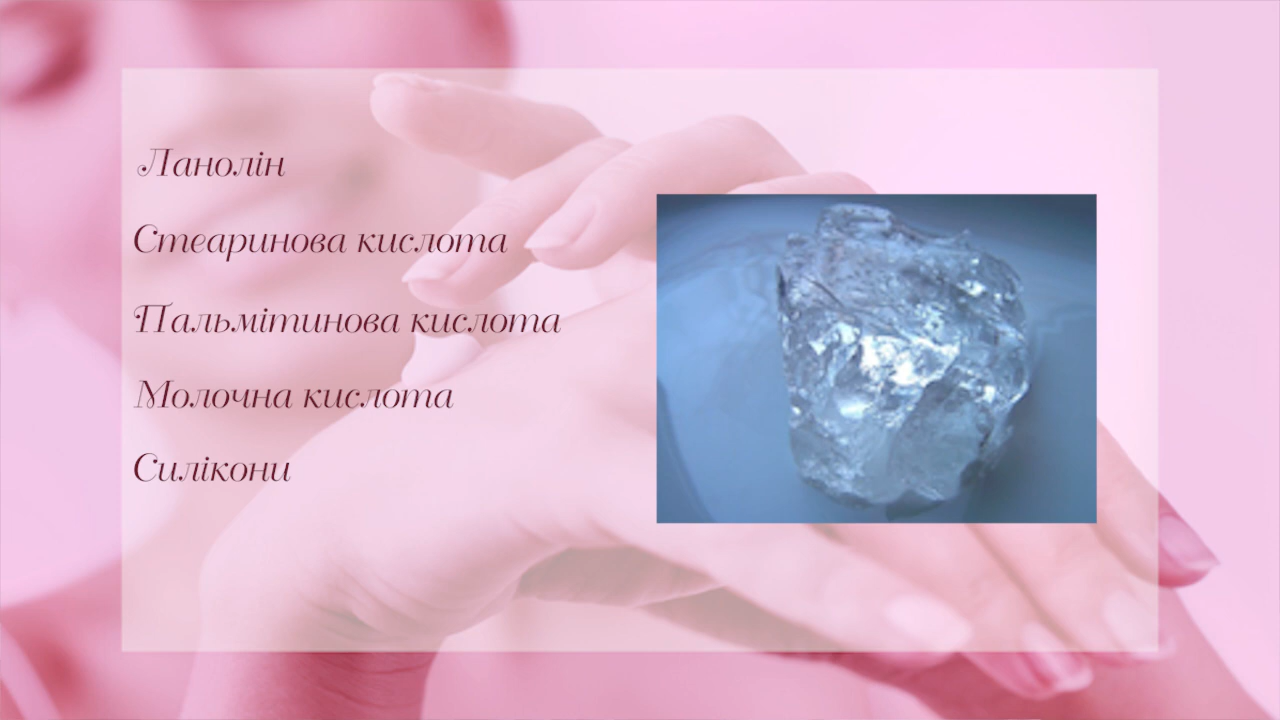 Ланолін
Стеаринова кислота
Пальмітинова кислота
Молочна кислота
Силікони